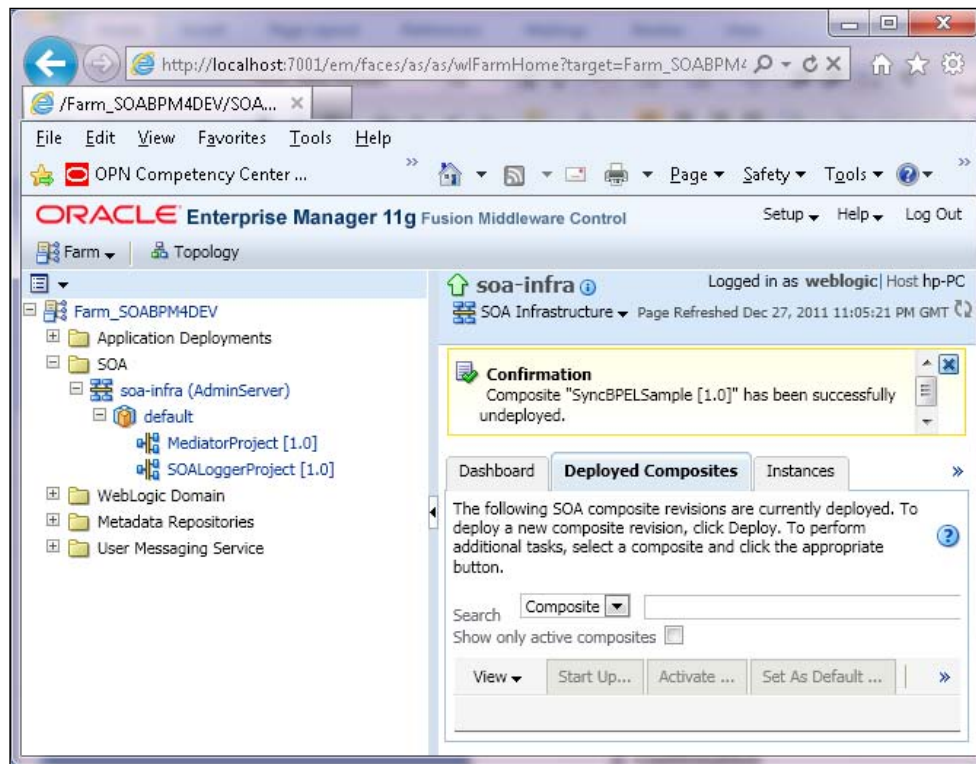 http://localhost:7001/em/faces/as/as/wlFarmHome?target=Farm_SOABPM4
/Farm_SOABPM4DEV/SOA...
File Edit View Favorites Tools Help
OPN Competency Center ...
Page Safety Tools
ORACLE Enterprise Manager 11g Fusion Middleware Control
Setup Help Log Out
Farm Topology
Farm_SOABPM4DEV
Application Deployments
SOA
soa-infra (AdminServer)
default
MediatorProject [1.0]
SOALoggerProject [1.0]
WebLogic Domain
Metadata Repositories
User Messaging Service
soa-infra
Logged in as weblogic| Host hp-PC
SOA Infrastructure Page Refreshed Dec 27, 2011 11:05:21 PM GMT
Confirmation
Composite "SyncBPELSample [1.0]" has been successfully
undeployed.
Dashboard Deployed Composites Instances »
The following SOA composite revisions are currently deployed. To
deploy a new composite revision, click Deploy. To perform
additional tasks, select a composite and click the appropriate
button.
Search Composite
Show only active composites
View Start Up... Activate ... Set As Default ... »